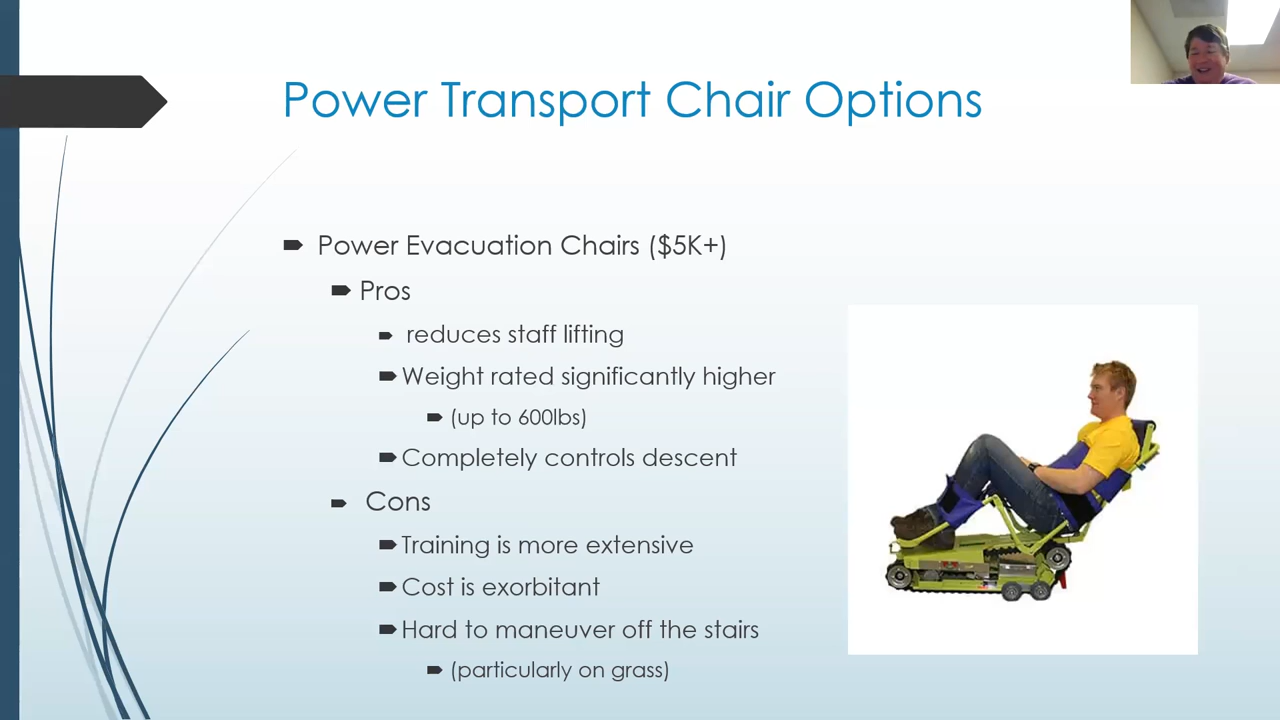 Power Transport Chair Options
Power Evacuation Chairs ($5K+)
Pros
reduces staff lifting
Weight rated significantly higher
(up to 600lbs)
Completely controls descent
Cons
Training is more extensive
Cost is exorbitant
Hard to maneuver off the stairs
(particularly on grass)